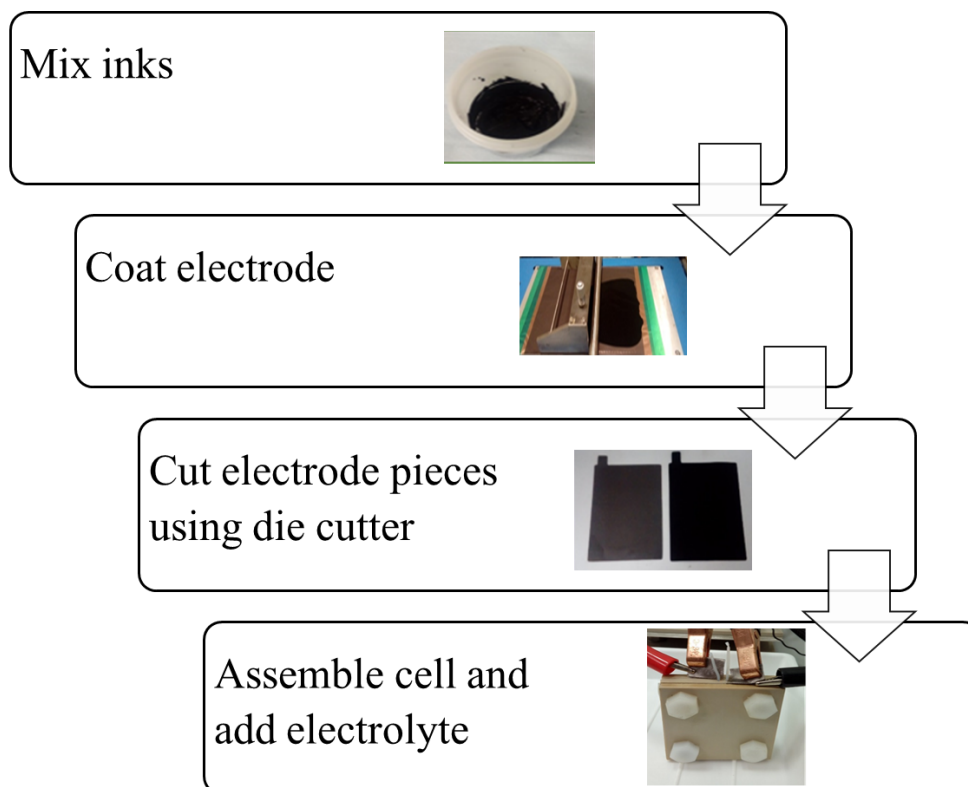 Mix inks
Coat electrode
Cut electrode pieces
using die cutter
Assemble cell and
add electrolyte